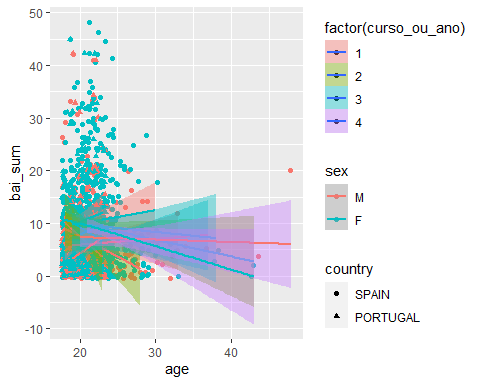 50
40
30
20
10
0
-10
bai_sum
20
30
40
age
factor(curso_ou_ano)
1
2
3
4
sex
M
F
country
SPAIN
PORTUGAL